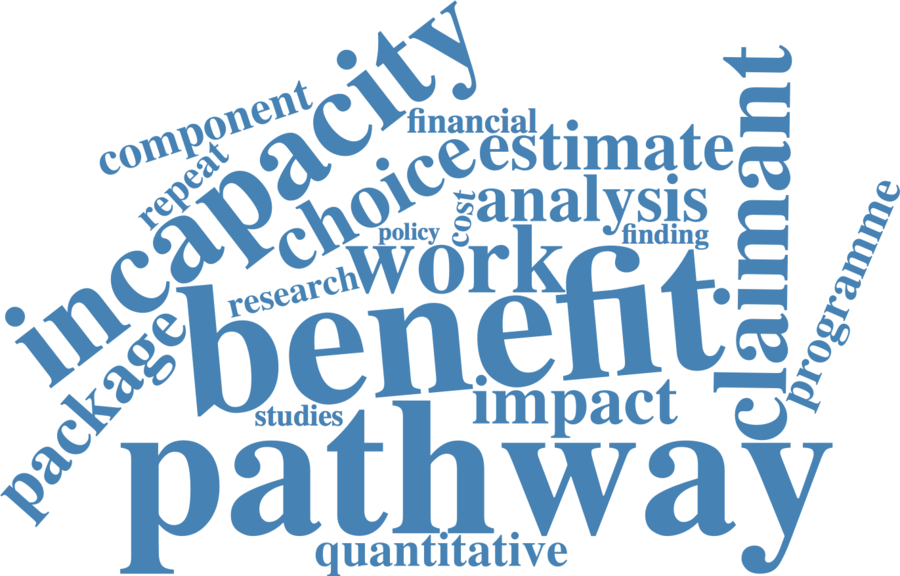 incapacity
component
financial
repeat
choice
estimate
claimant
cost
analysis
policy
finding
work
programme
research
benefit
package
impact
studies
pathway
quantitative